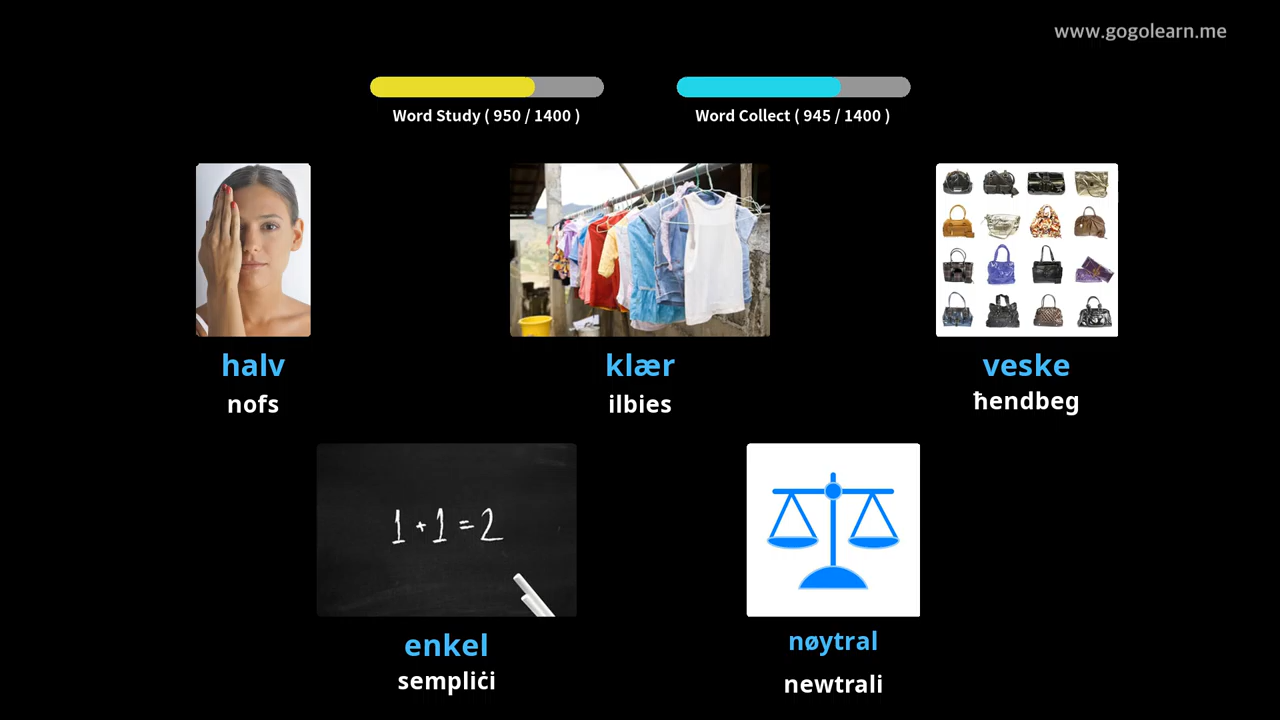 www.gogolearn.me
Word Study ( 950 / 1400 )
Word Collect ( 945 / 1400 )
halv
nofs
klær
ilbies
veske
ħendbeg
1 + 1 = 2
enkel
sempliċi
nøytral
newtrali